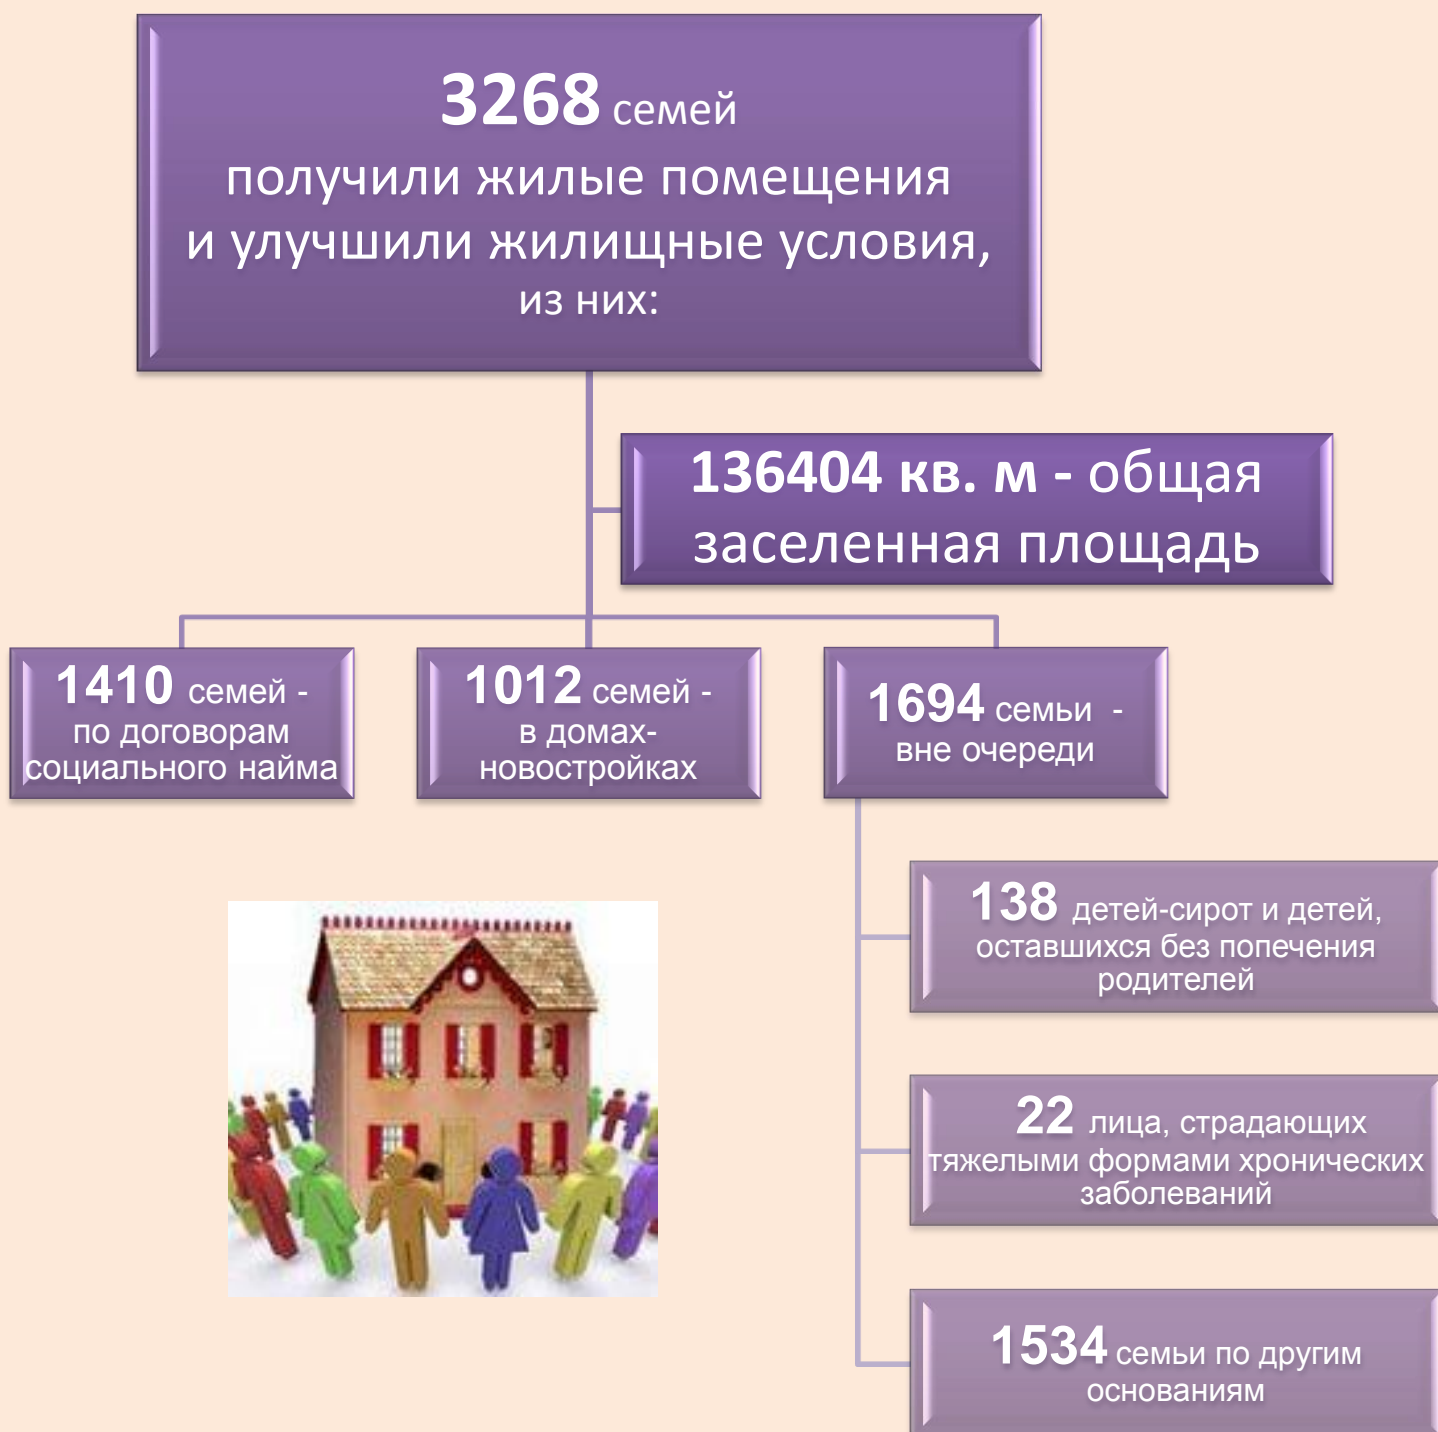 3268 семей
получили жилые помещения
и улучшили жилищные условия,
из них:
136404 кв. м - общая
заселенная площадь
1410 семей -
по договорам
социального найма
1012 семей -
в домах-
новостройках
1694 семьи -
вне очереди
138 детей-сирот и детей,
оставшихся без попечения
родителей
22 лица, страдающих
тяжелыми формами хронических
заболеваний
1534 семьи по другим
основаниям